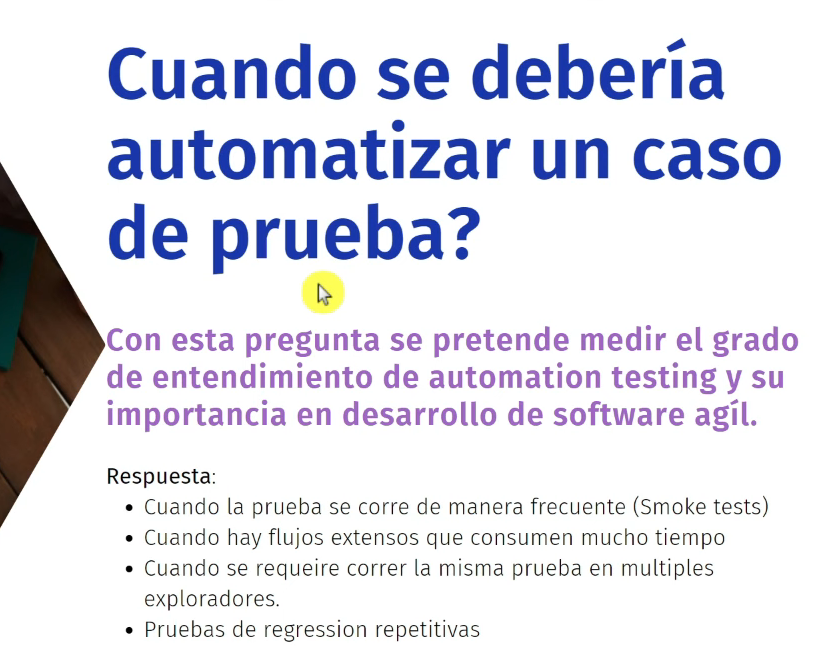 Cuando se debería
automatizar un caso
de prueba?
Con esta pregunta se pretende medir el grado
de entendimiento de automation testing y su
importancia en desarrollo de software agíl.
Respuesta:
• Cuando la prueba se corre de manera frecuente (Smoke tests)
• Cuando hay flujos extensos que consumen mucho tiempo
• Cuando se requeire correr la misma prueba en multiples
exploradores.
• Pruebas de regression repetitivas